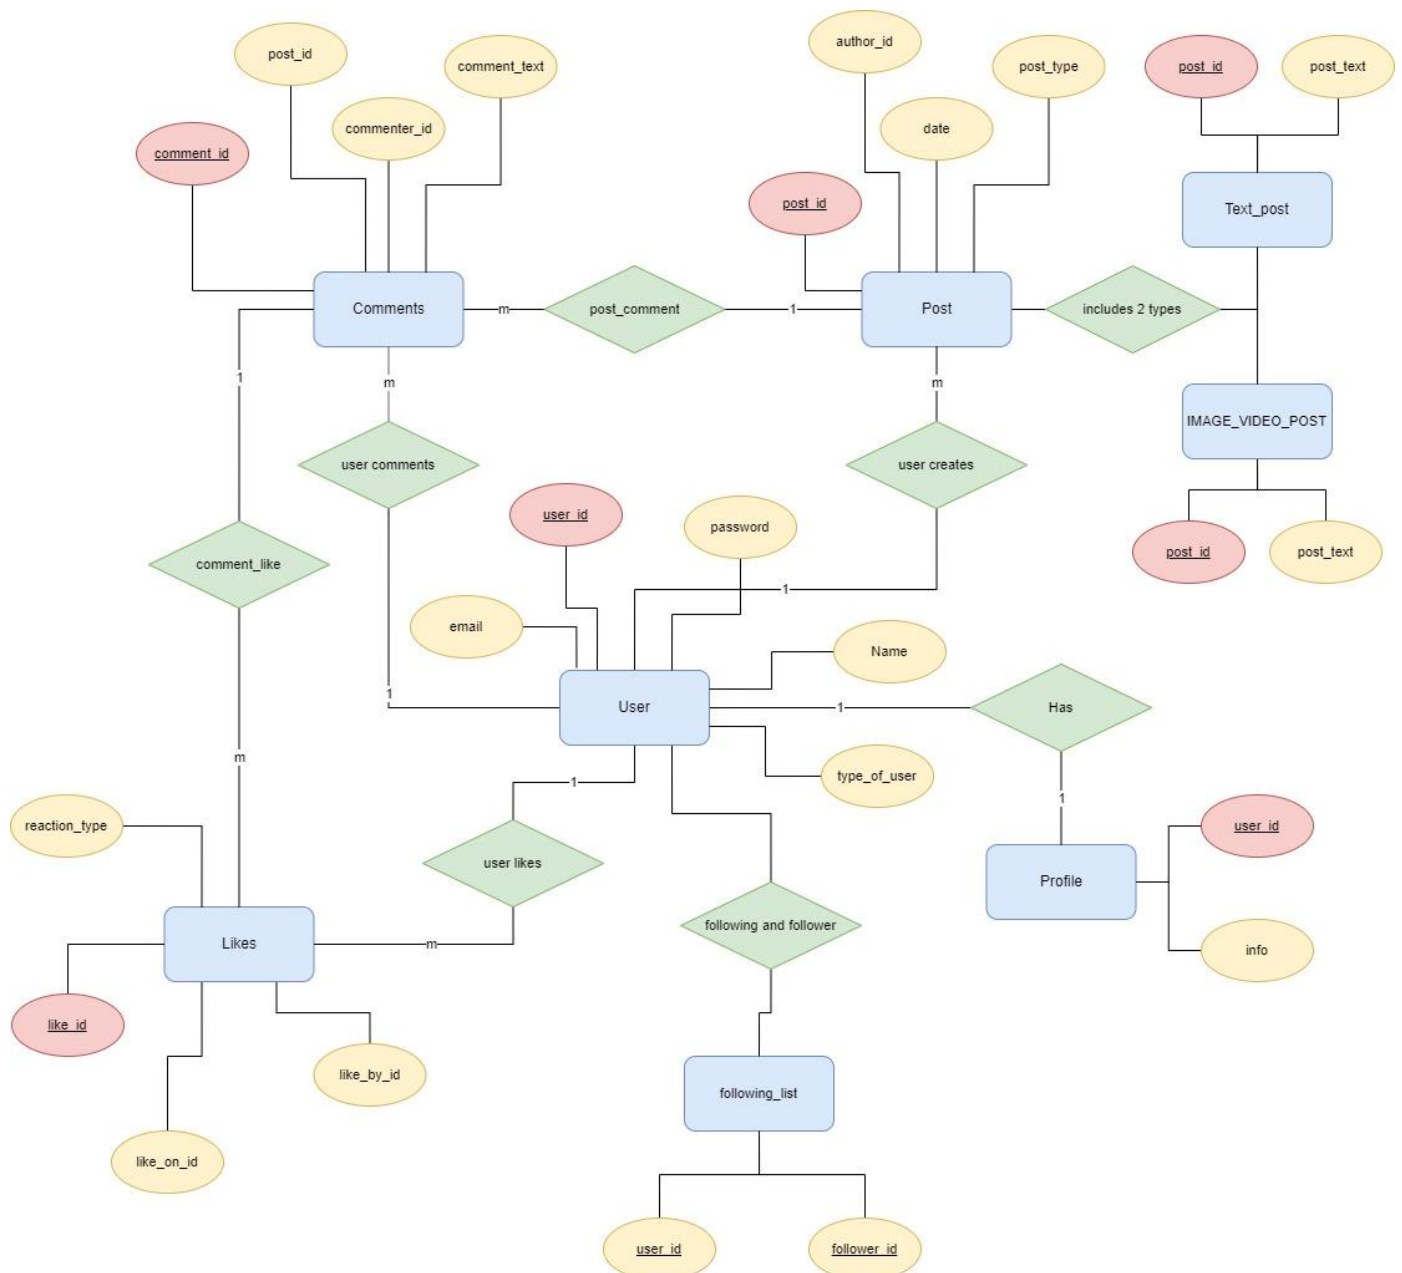 author_id
post_id
comment_text
post_type
post_id
post_text
commenter_id
date
comment_id
post_id
Text_post
Comments
m
post_comment
1
Post
includes 2 types
1
m
m
IMAGE_VIDEO_POST
user comments
user creates
user_id
password
post_id
post_text
comment_like
1
email
Name
1
User
1
Has
m
1
type_of_user
1
reaction_type
user_id
user likes
Profile
following and follower
Likes
m
info
like_id
like_by_id
following_list
like_on_id
user_id
follower_id